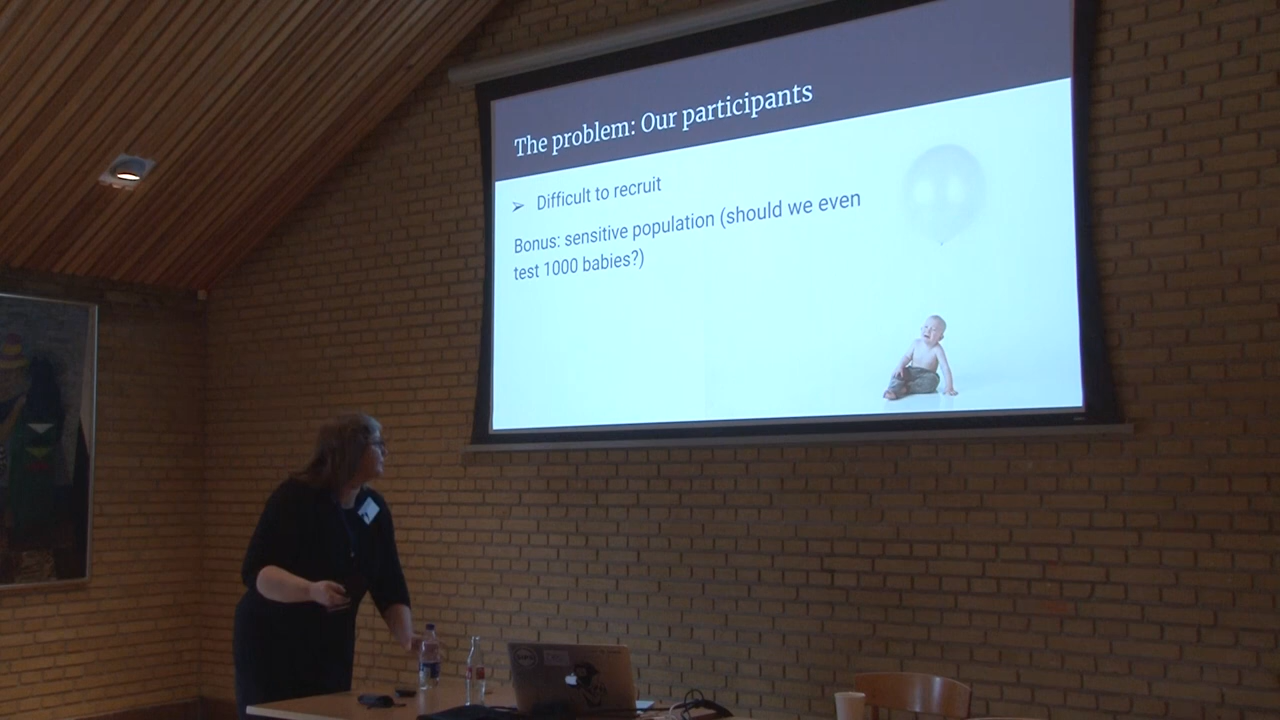 The problem: Our participants
➢ Difficult to recruit
Bonus: sensitive population (should we even
test 1000 babies?)